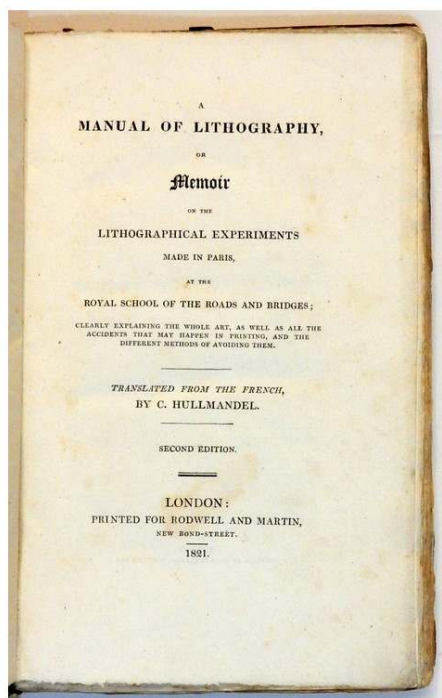 A
MANUAL OF LITHOGRAPHY,
OR
Memoir
ON THE
LITHOGRAPHICAL EXPERIMENTS
MADE IN PARIS,
AT THE
ROYAL SCHOOL OF THE ROADS AND BRIDGES;
CLEARLY EXPLAINING THE WHOLE ART, AS WELL AS ALL THE
ACCIDENTS THAT MAY HAPPEN IN PRINTING, AND THE
DIFFERENT METHODS OF AVOIDING THEM.
TRANSLATED FROM THE FRENCH,
BY C. HULLMANDEL.
SECOND EDITION.
LONDON:
PRINTED FOR RODWELL AND MARTIN,
NEW BOND-STREET.
1821.